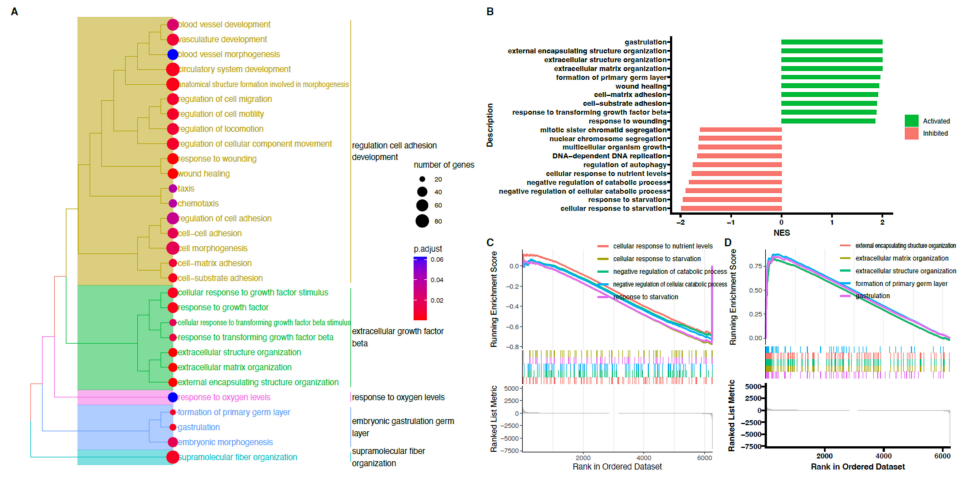 A
blood vessel development
vasculature development
blood vessel morphogenesis
circulatory system development
anatomical structure formation involved in morphogenesis
regulation of cell migration
regulation of cell motility
regulation of locomotion
regulation of cellular component movement
response to wounding
wound healing
taxis
chemotaxis
regulation of cell adhesion
cell-cell adhesion
cell morphogenesis
cell-matrix adhesion
cell-substrate adhesion
cellular response to growth factor stimulus
response to growth factor
cellular response to transforming growth factor beta stimulus
response to transforming growth factor beta
extracellular structure organization
extracellular matrix organization
external encapsulating structure organization
response to oxygen levels
formation of primary germ layer
gastrulation
embryonic morphogenesis
supramolecular fiber organization
regulation cell adhesion
development
extracellular growth factor
beta
response to oxygen levels
embryonic gastrulation germ
layer
supramolecular fiber
organization
number of genes
20
40
60
80
p.adjust
0.06
0.04
0.02
B
Description
gastrulation
external encapsulating structure organization
extracellular structure organization
extracellular matrix organization
formation of primary germ layer
wound healing
cell-matrix adhesion
cell-substrate adhesion
response to transforming growth factor beta
response to wounding
mitotic sister chromatid segregation
nuclear chromosome segregation
multicellular organism growth
DNA-dependent DNA replication
regulation of autophagy
cellular response to nutrient levels
negative regulation of catabolic process
negative regulation of cellular catabolic process
response to starvation
cellular response to starvation
-2 -1 0 1 2
NES
Activated
Inhibited
C
cellular response to nutrient levels
cellular response to starvation
negative regulation of catabolic process
negative regulation of cellular catabolic process
response to starvation
Running Enrichment Score
0.0
-0.4
-0.6
-0.8
Ranked List Metric
5000
2500
0
-2500
-5000
-7500
2000 4000 6000
Rank in Ordered Dataset
D
external encapsulating structure organization
extracellular matrix organization
extracellular structure organization
formation of primary germ layer
gastrulation
Running Enrichment Score
0.75
0.50
0.25
0.00
Ranked List Metric
5000
2500
0
-2500
-5000
-7500
2000 4000 6000
Rank in Ordered Dataset